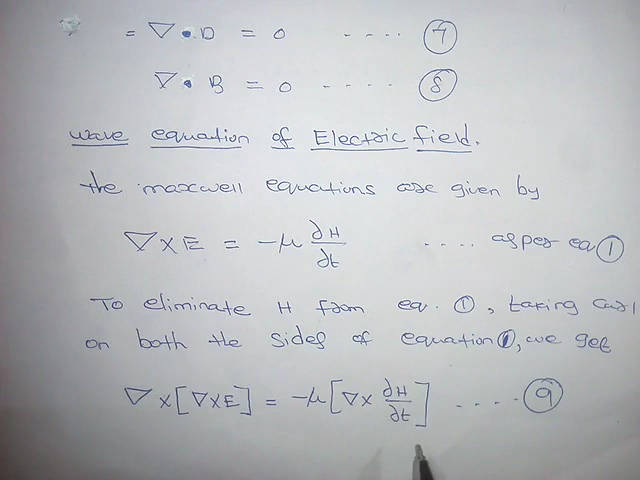 = ∇ • D = 0 .... (7)
∇ • B = 0 .... (8)
Wave equation of Electric field.
the maxwell equations are given by
∇ X E = -μ ∂H/∂t .... as per eq (1)
To eliminate H from eq. (1), taking curl
on both the sides of equation (1), we get
∇ X [∇ X E] = -μ [∇ X ∂H/∂t] .... (9)